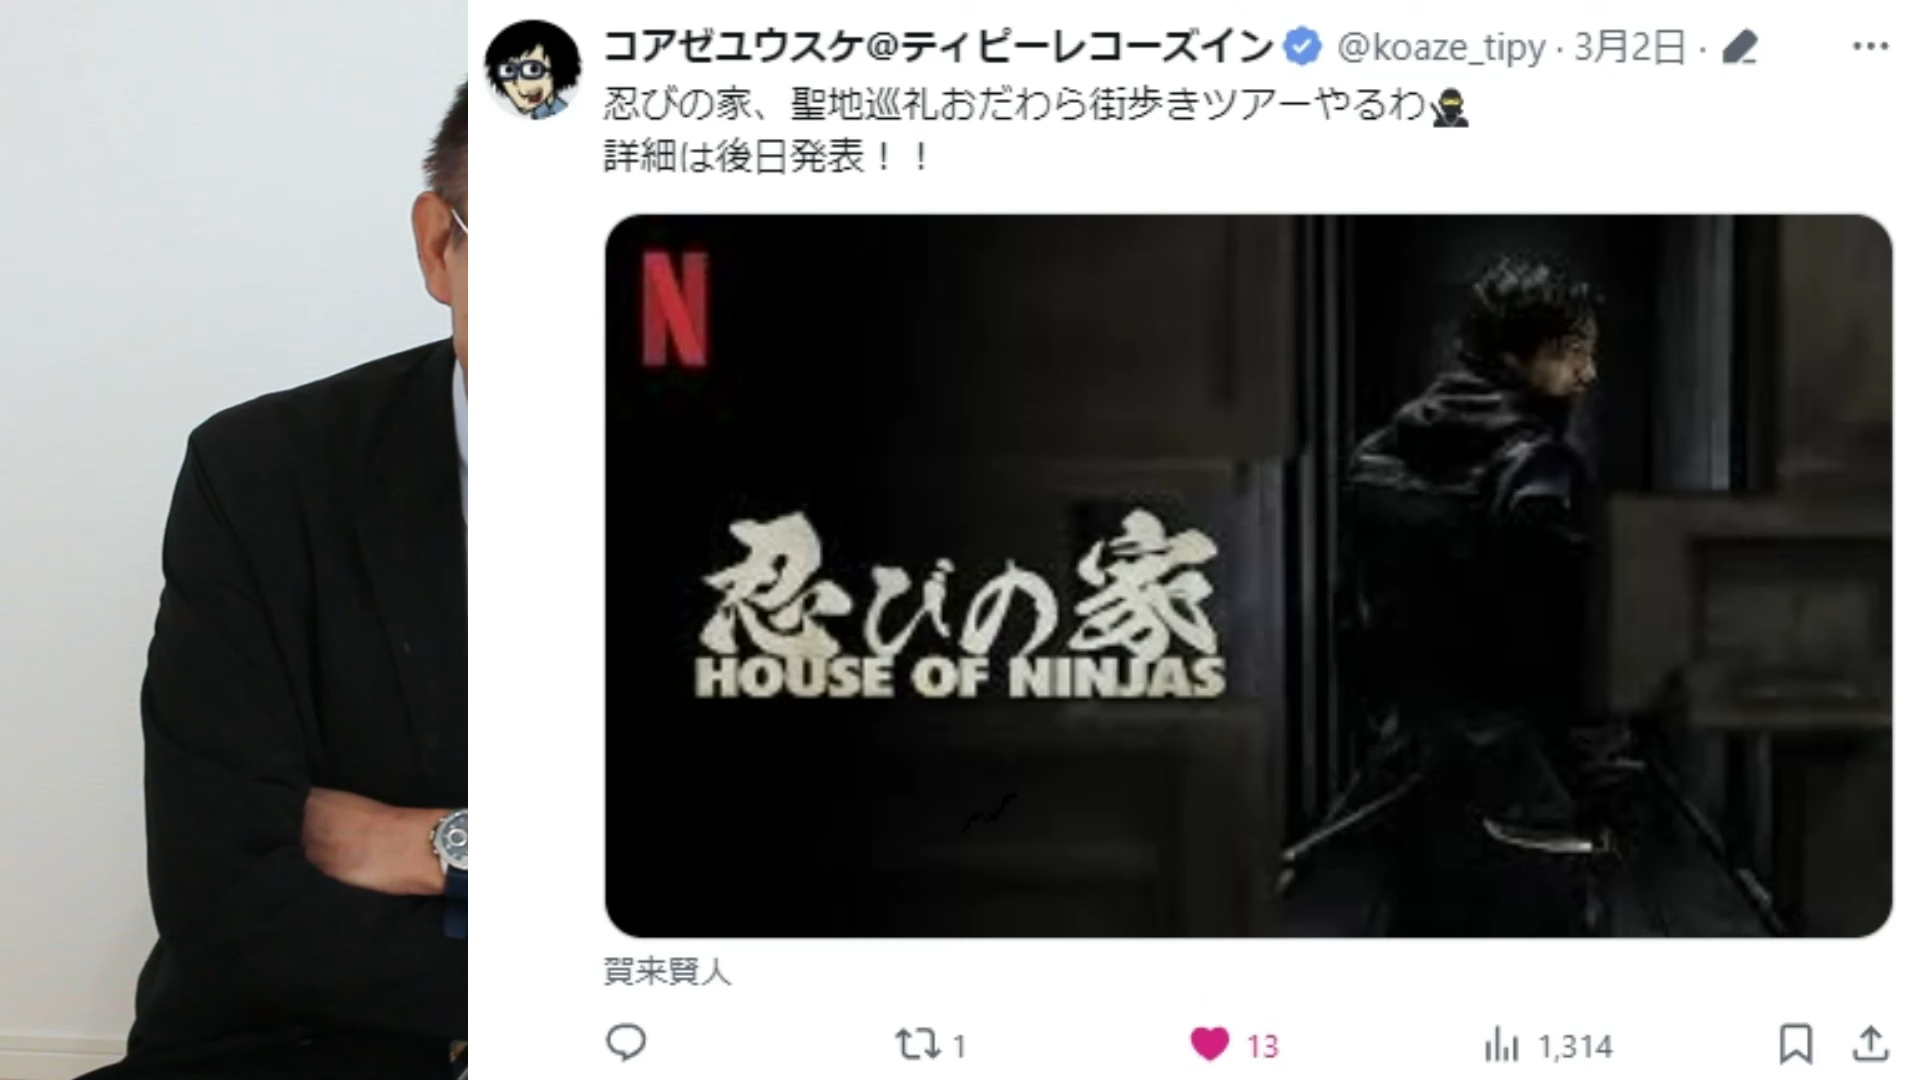 コアゼユウスケ@ティピーレコーズイン @koaze_tipy · 3月2日 ·
忍びの家、聖地巡礼おだわら街歩きツアーやるわ🥷
詳細は後日発表！！
N
忍びの家
HOUSE OF NINJAS
賀来賢人
1 13 1,314